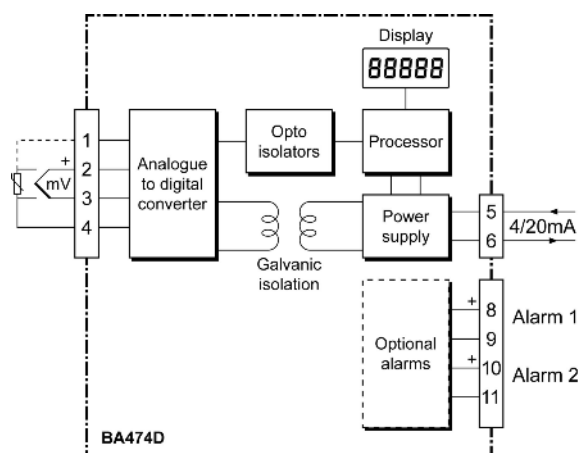 Display
88888
1
2
3
4
+
mV
Analogue
to digital
converter
Opto
isolators
Processor
Power
supply
Galvanic
isolation
5
6
4/20mA
Optional
alarms
+
8
9
+
10
11
Alarm 1
Alarm 2
BA474D